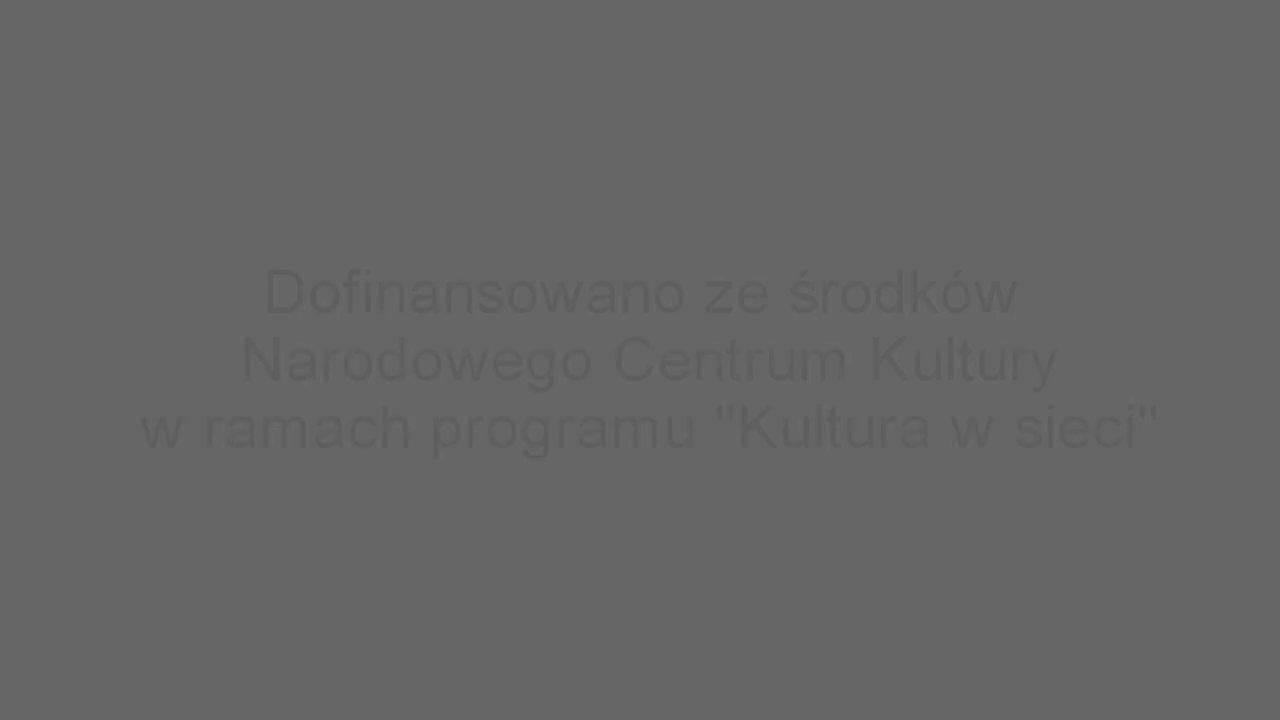 Dofinansowano ze środków
Narodowego Centrum Kultury
w ramach programu "Kultura w sieci"